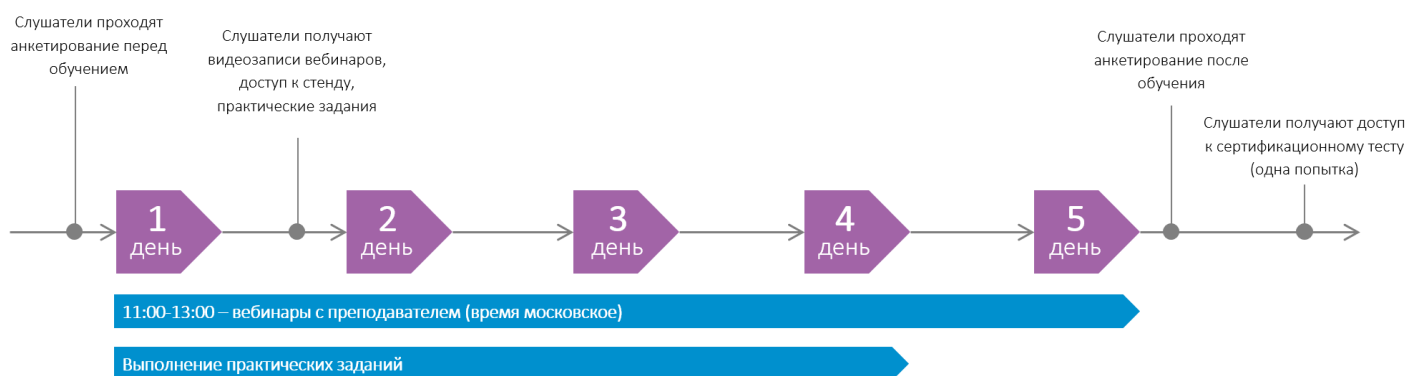 Слушатели проходят
анкетирование перед
обучением
Слушатели получают
видеозаписи вебинаров,
доступ к стенду,
практические задания
Слушатели проходят
анкетирование после
обучения
Слушатели получают доступ
к сертификационному тесту
(одна попытка)
1
день
2
день
3
день
4
день
5
день
11:00-13:00 – вебинары с преподавателем (время московское)
Выполнение практических заданий